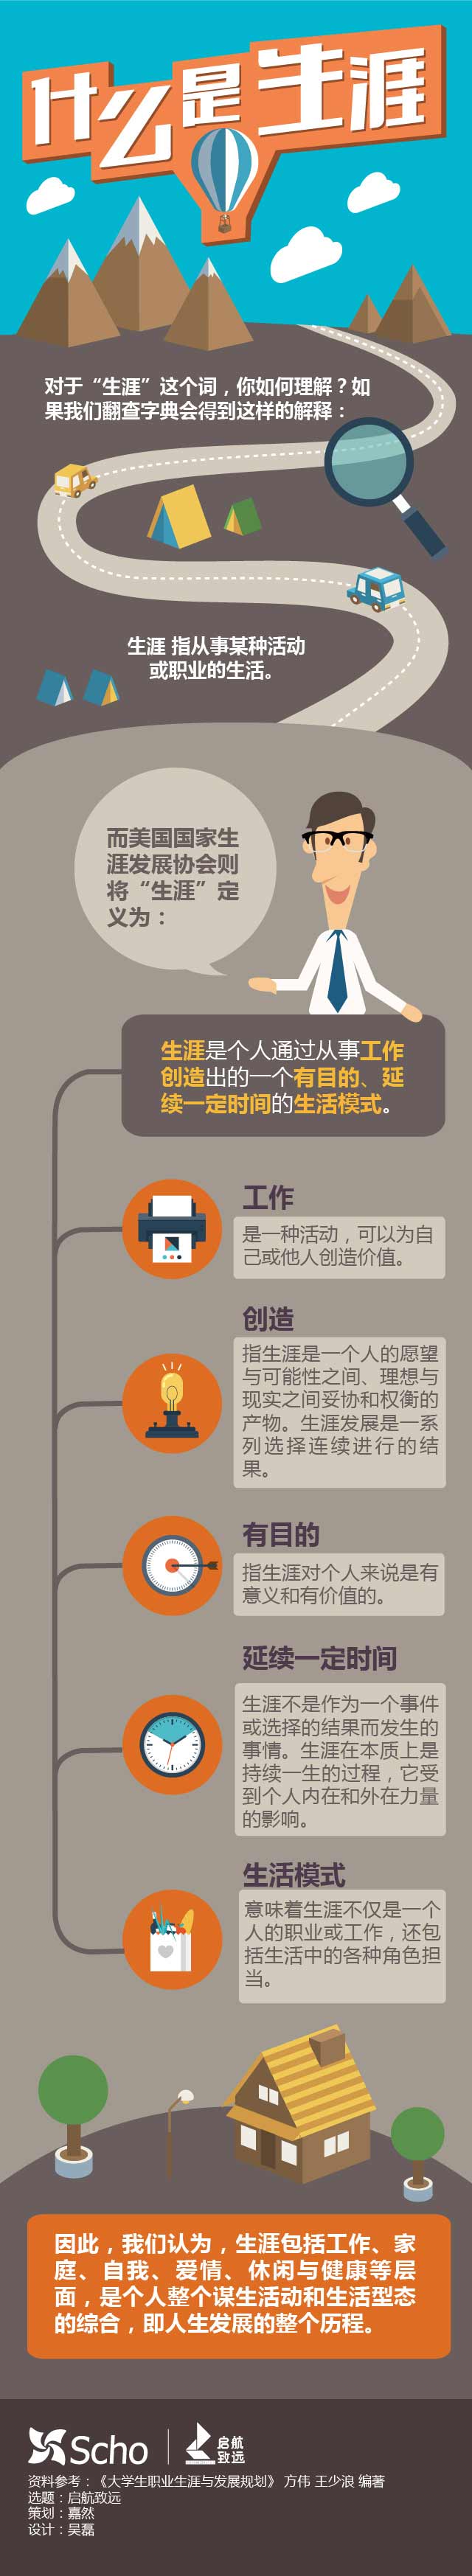 什么是生涯
对于“生涯”这个词，你如何理解？如
果我们翻查字典会得到这样的解释：
生涯 指从事某种活动
或职业的生活。
而美国国家生
涯发展协会则
将“生涯”定
义为：
生涯是个人通过从事工作
创造出的一个有目的、延
续一定时间的生活模式。
工作
是一种活动，可以为自
己或他人创造价值。
创造
指生涯是一个人的愿望
与可能性之间、理想与
现实之间妥协和权衡的
产物。生涯发展是一系
列选择连续进行的结
果。
有目的
指生涯对个人来说是有
意义和有价值的。
延续一定时间
生涯不是作为一个事件
或选择的结果而发生的
事情。生涯在本质上是
持续一生的过程，它受
到个人内在和外在力量
的影响。
生活模式
意味着生涯不仅是一个
人的职业或工作，还包
括生活中的各种角色担
当。
因此，我们认为，生涯包括工作、家
庭、自我、爱情、休闲与健康等层
面，是个人整个谋生活动和生活型态
的综合，即人生发展的整个历程。
Scho
启航
致远
资料参考：《大学生职业生涯与发展规划》 方伟 王少浪 编著
选题：启航致远
策划：嘉然
设计：吴磊